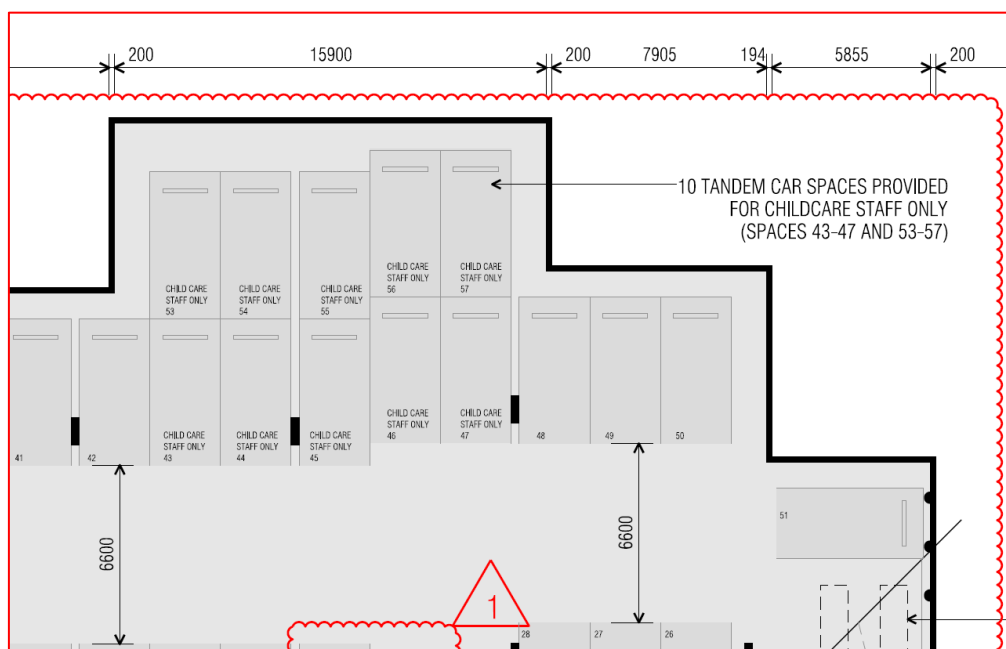 200
15900
200
7905
194
5855
200
10 TANDEM CAR SPACES PROVIDED
FOR CHILDCARE STAFF ONLY
(SPACES 43-47 AND 53-57)
CHILD CARE
STAFF ONLY
53
CHILD CARE
STAFF ONLY
54
CHILD CARE
STAFF ONLY
55
CHILD CARE
STAFF ONLY
56
CHILD CARE
STAFF ONLY
57
41
42
CHILD CARE
STAFF ONLY
43
CHILD CARE
STAFF ONLY
44
CHILD CARE
STAFF ONLY
45
CHILD CARE
STAFF ONLY
46
CHILD CARE
STAFF ONLY
47
48
49
50
51
6600
6600
1
28
27
26